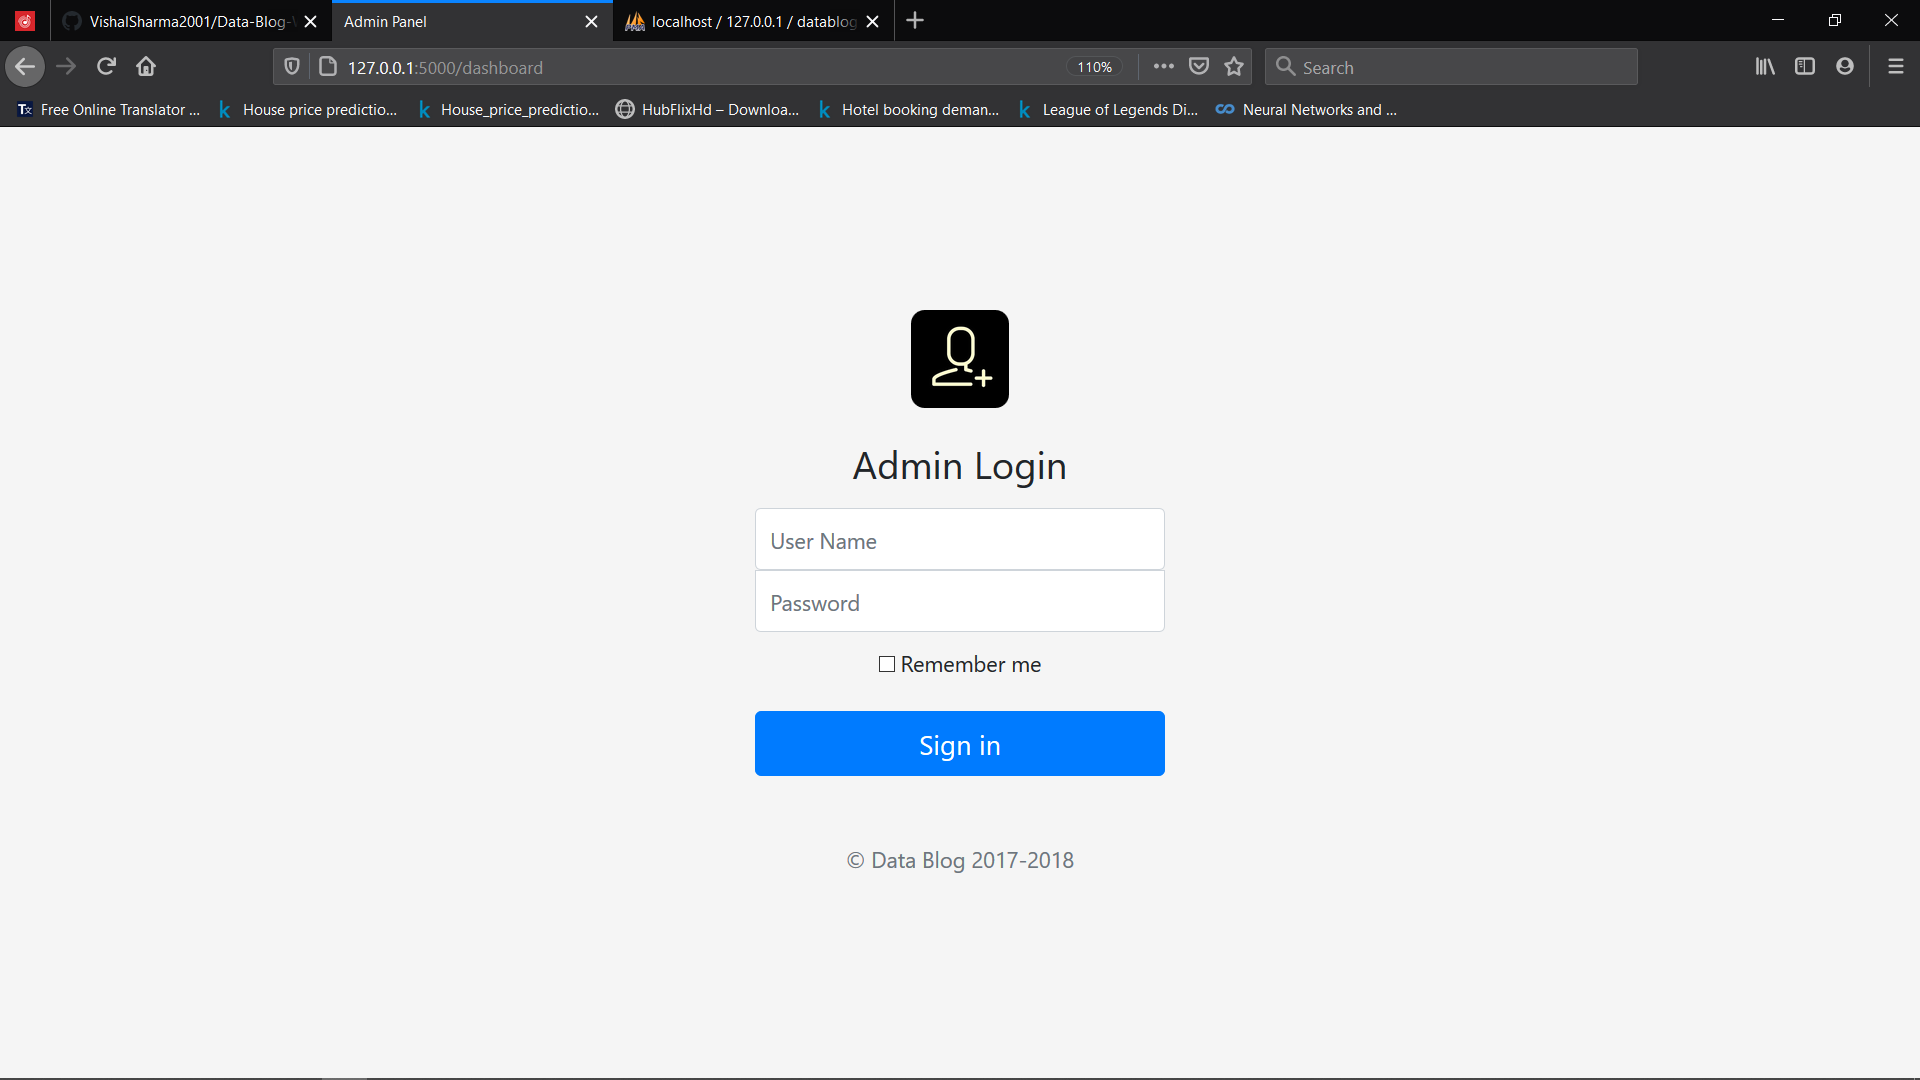 VishalSharma2001/Data-Blog-
Admin Panel
localhost / 127.0.0.1 / datablog
127.0.0.1:5000/dashboard
110%
Search
Free Online Translator ...
House price predictio...
House_price_predictio...
HubFlixHd – Downloa...
Hotel booking deman...
League of Legends Di...
Neural Networks and ...
Admin Login
User Name
Password
Remember me
Sign in
© Data Blog 2017-2018